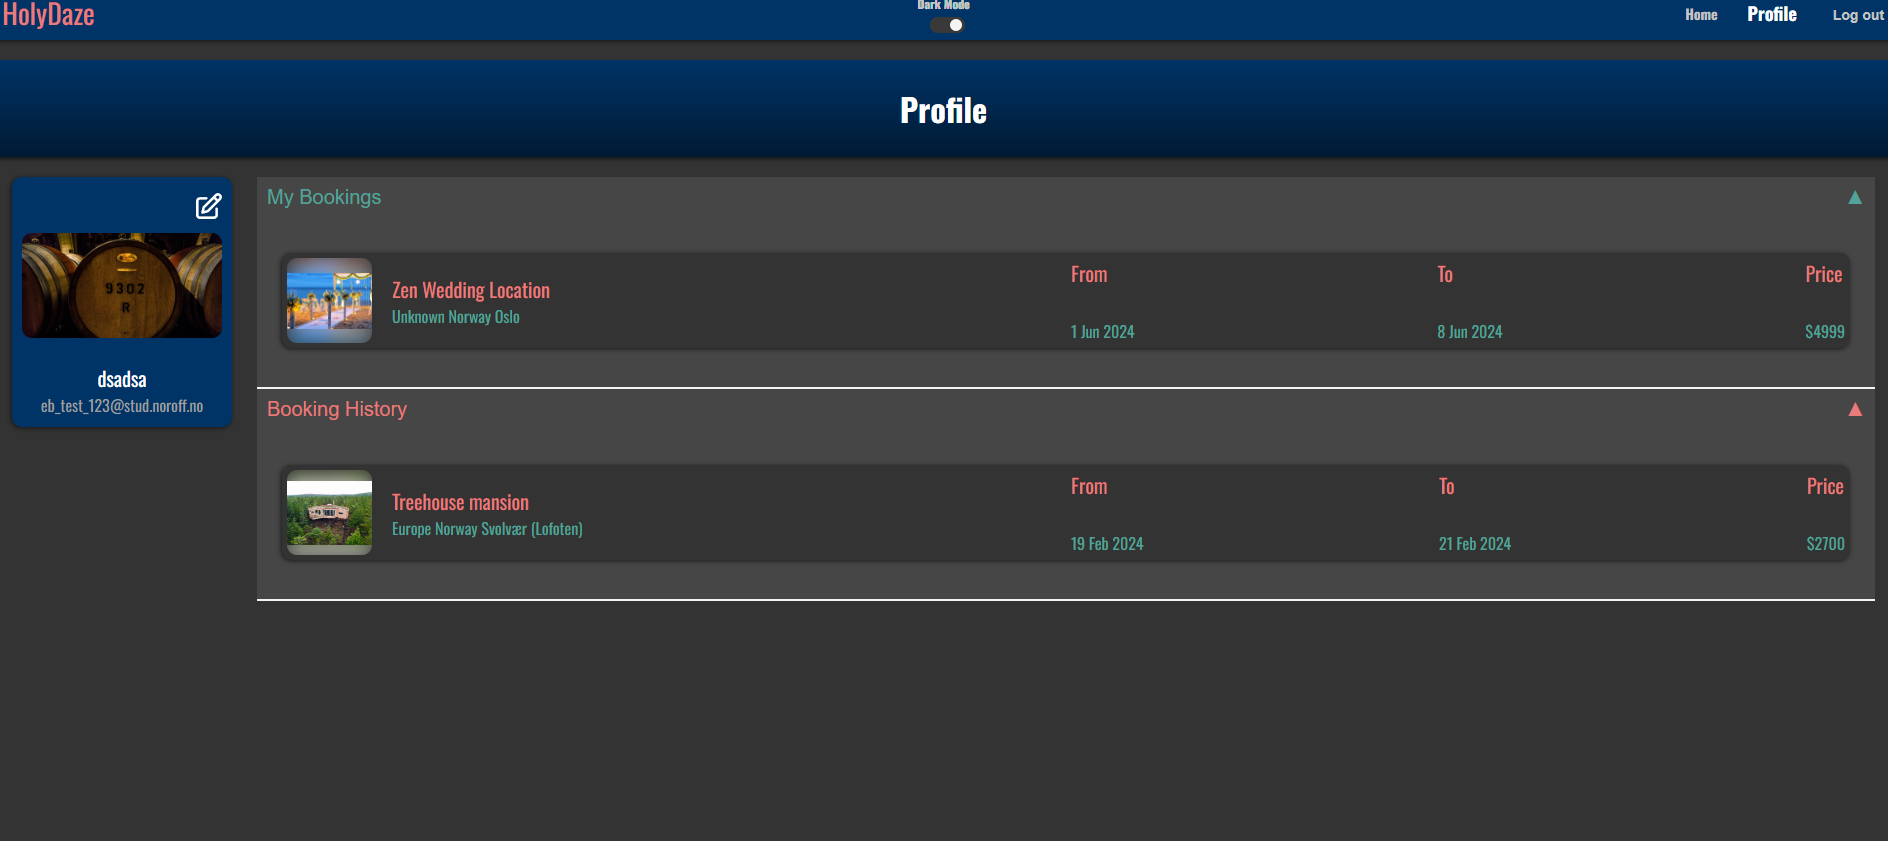 HolyDaze
Dark Mode
Home
Profile
Log out
Profile
9302
R
dsadsa
eb_test_123@stud.noroff.no
My Bookings
▲
Zen Wedding Location
Unknown Norway Oslo
From
To
Price
1 Jun 2024
8 Jun 2024
$4999
Booking History
▲
Treehouse mansion
Europe Norway Svolvær (Lofoten)
From
To
Price
19 Feb 2024
21 Feb 2024
$2700